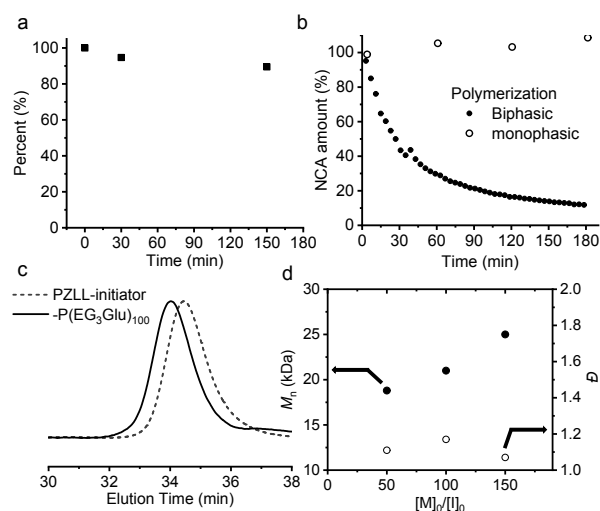 a
Percent (%)
100
80
60
40
20
0
0 30 60 90 120 150 180
Time (min)
b
NCA amount (%)
100
80
60
40
20
0
Polymerization
Biphasic
monophasic
0 30 60 90 120 150 180
Time (min)
c
PZLL-initiator
-P(EG₃Glu)₁₀₀
30 32 34 36 38
Elution Time (min)
d
Mₙ (kDa)
30
25
20
15
10
2.0
1.8
1.6
1.4
1.2
1.0
Đ
0 50 100 150 200
[M]₀/[I]₀